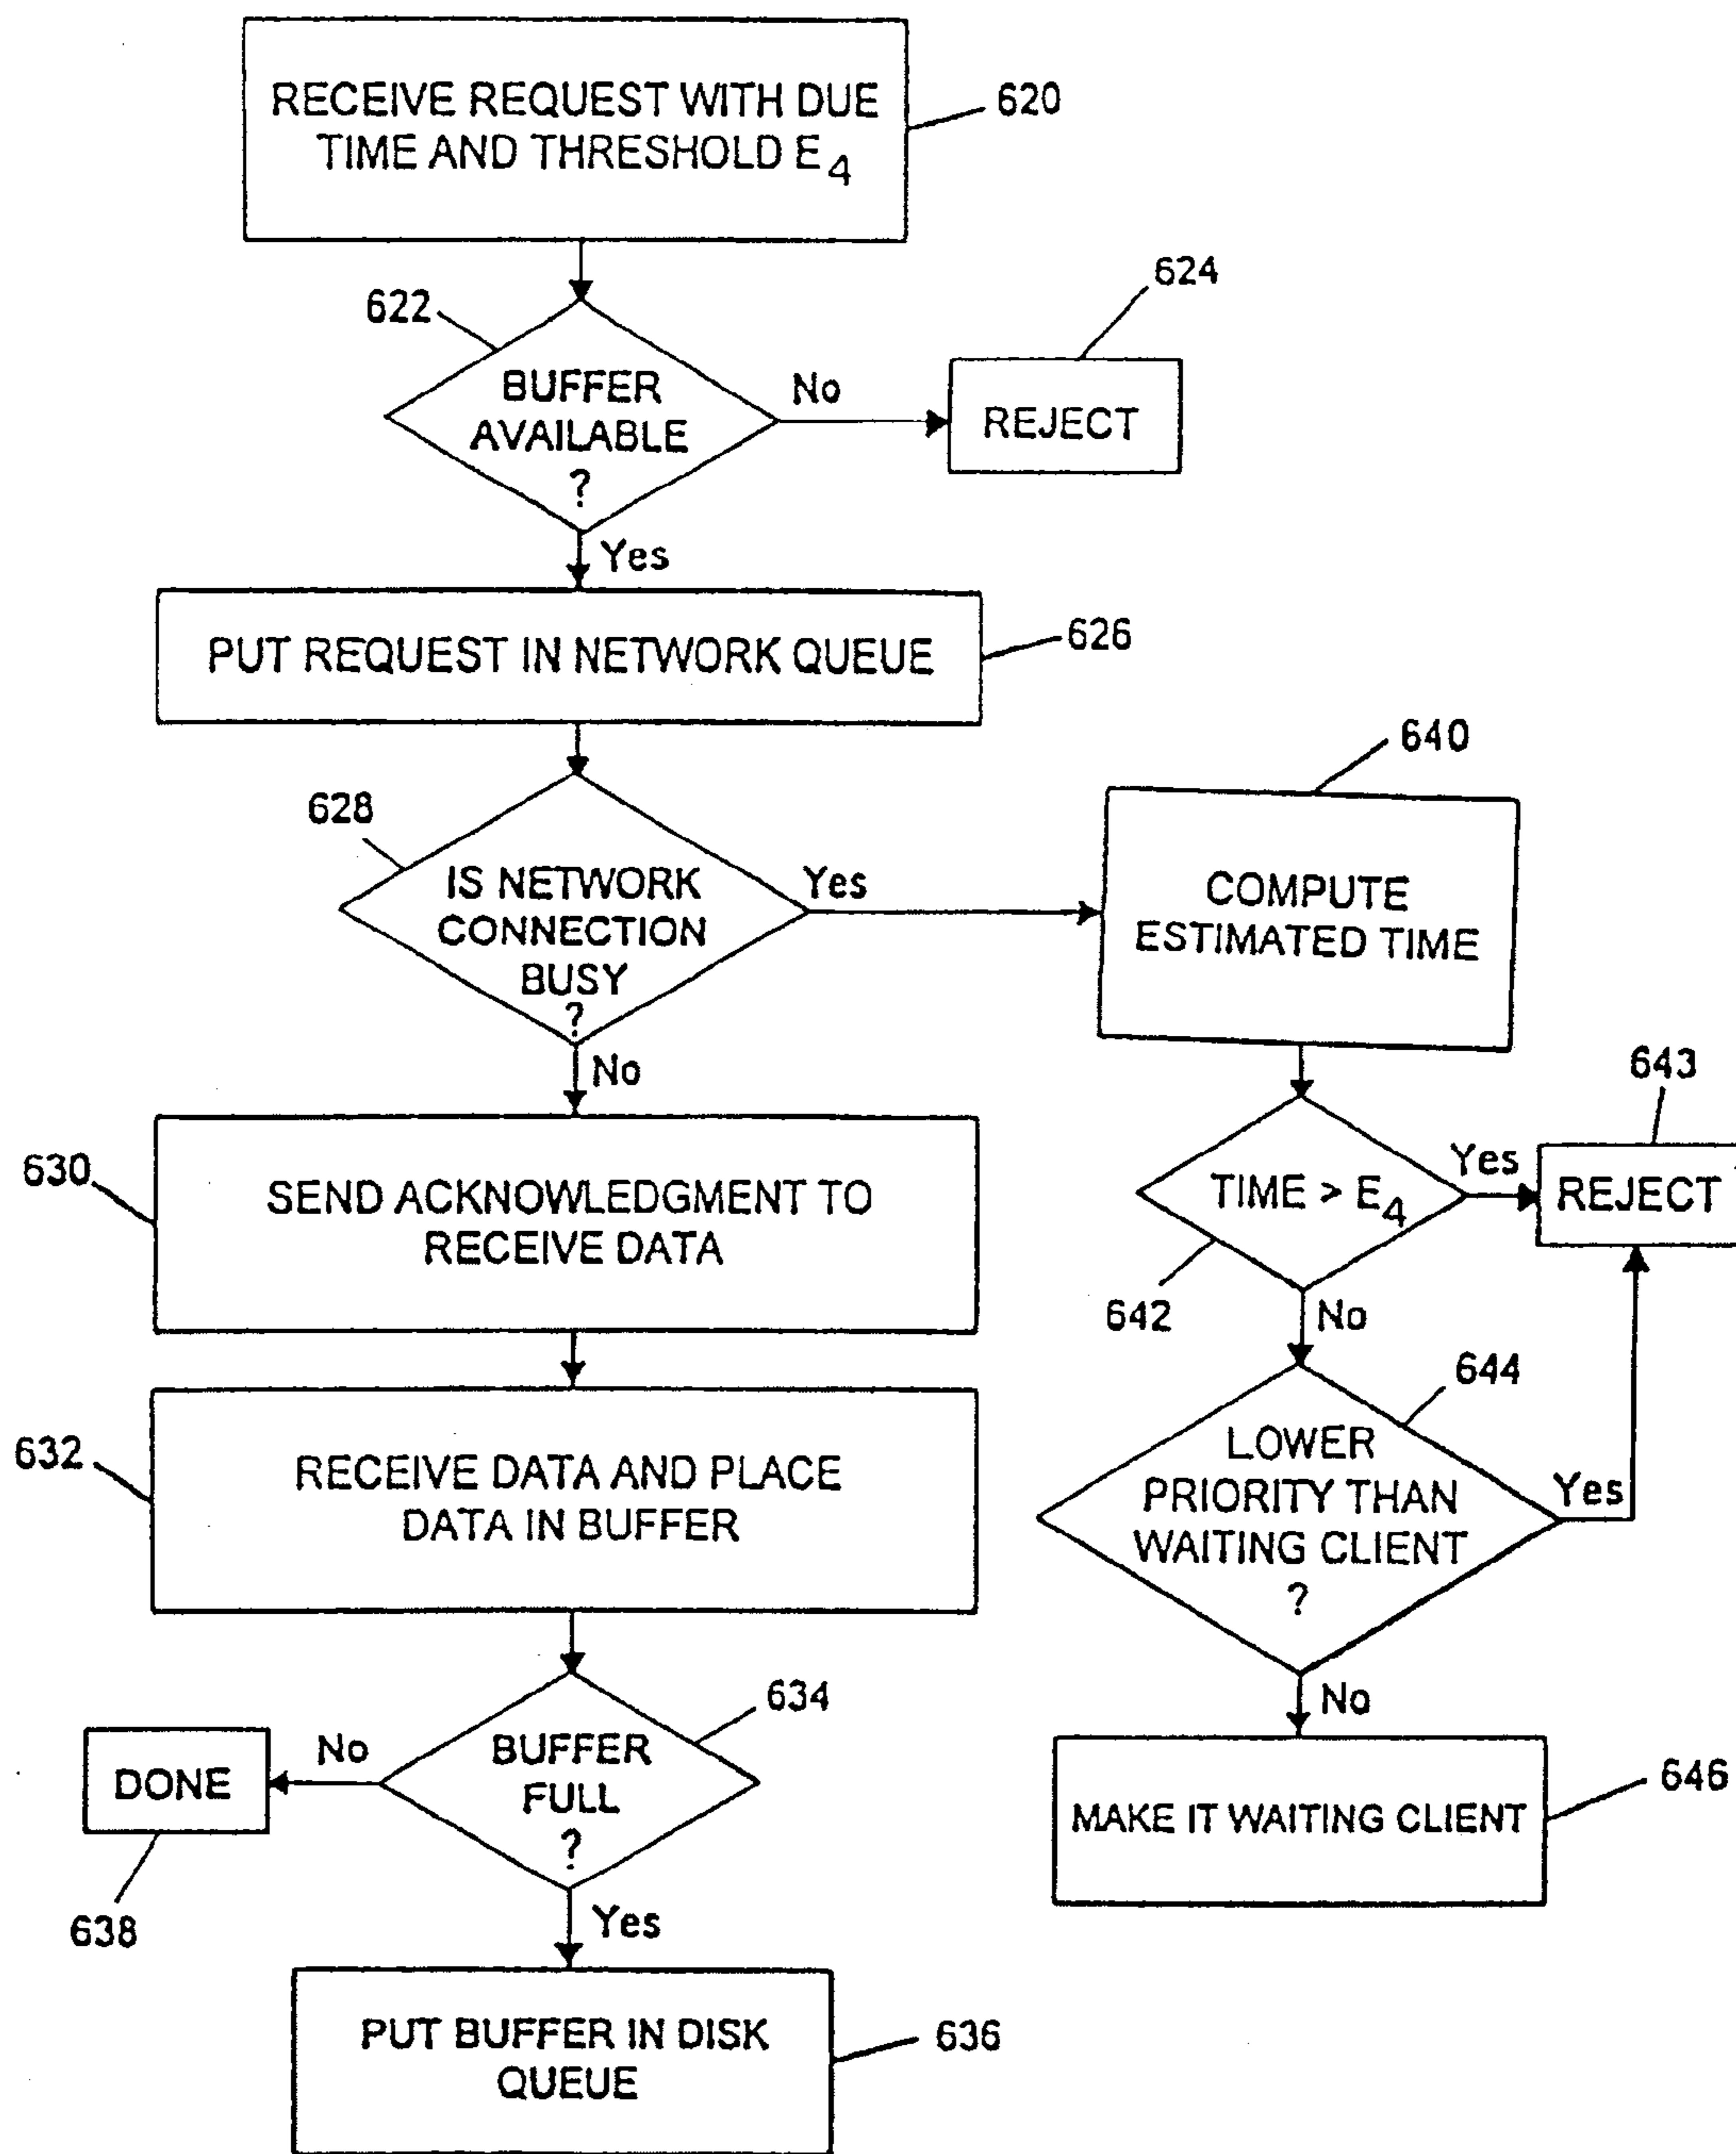 RECEIVE REQUEST WITH DUE
TIME AND THRESHOLD E4
620
622
BUFFER
AVAILABLE
?
No
624
REJECT
Yes
PUT REQUEST IN NETWORK QUEUE
626
628
IS NETWORK
CONNECTION
BUSY
?
Yes
640
COMPUTE
ESTIMATED TIME
No
630
SEND ACKNOWLEDGMENT TO
RECEIVE DATA
TIME > E4
642
Yes
643
REJECT
No
632
RECEIVE DATA AND PLACE
DATA IN BUFFER
644
LOWER
PRIORITY THAN
WAITING CLIENT
?
Yes
No
634
BUFFER
FULL
?
No
DONE
638
MAKE IT WAITING CLIENT
646
Yes
PUT BUFFER IN DISK
QUEUE
636